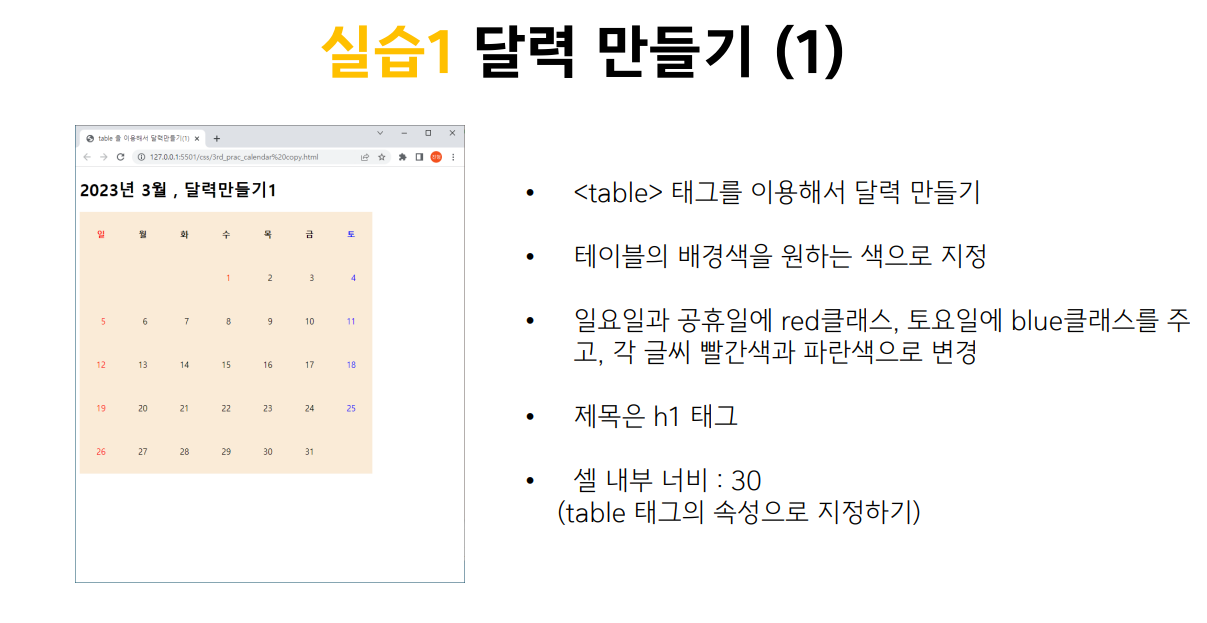 실습1 달력 만들기 (1)
table 를 이용해서 달력만들기(1)
127.0.0.1:5501/css/3rd_prac_calendar%20copy.html
2023년 3월 , 달력만들기1
일 월 화 수 목 금 토
1 2 3 4
5 6 7 8 9 10 11
12 13 14 15 16 17 18
19 20 21 22 23 24 25
26 27 28 29 30 31
• <table> 태그를 이용해서 달력 만들기
• 테이블의 배경색을 원하는 색으로 지정
• 일요일과 공휴일에 red클래스, 토요일에 blue클래스를 주
고, 각 글씨 빨간색과 파란색으로 변경
• 제목은 h1 태그
• 셀 내부 너비 : 30
(table 태그의 속성으로 지정하기)